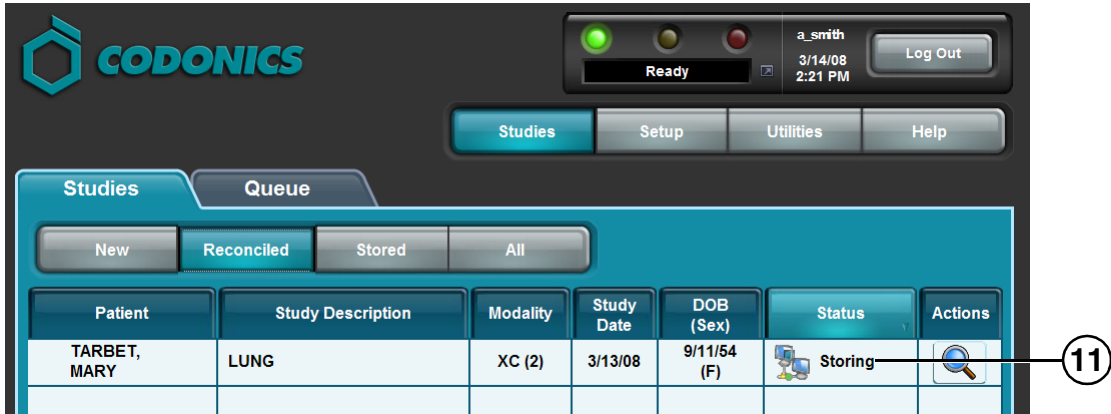 CODONICS
a_smith
3/14/08
2:21 PM
Log Out
Ready
Studies Setup Utilities Help
Studies Queue
New Reconciled Stored All
Patient Study Description Modality Study Date DOB (Sex) Status Actions
TARBET, MARY LUNG XC (2) 3/13/08 9/11/54 (F) Storing 11